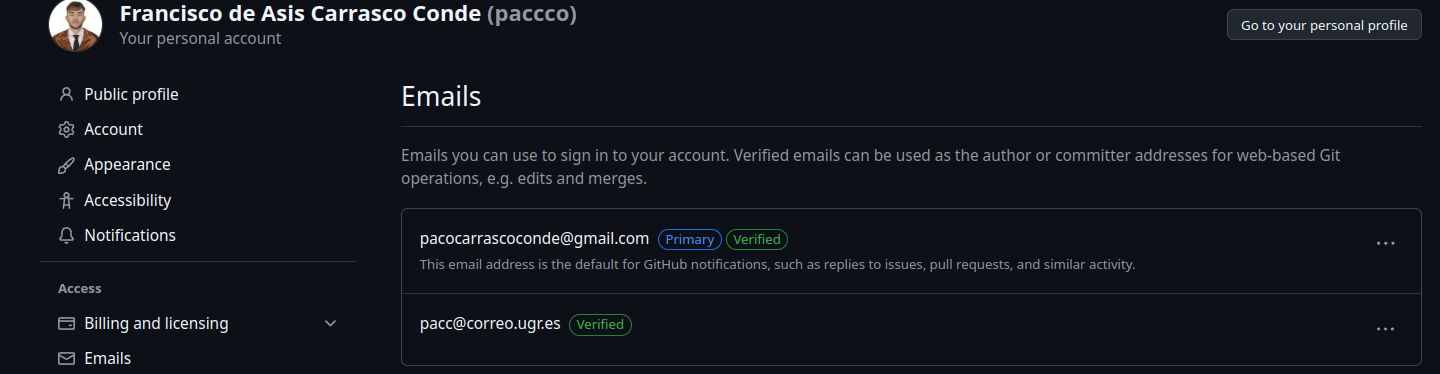 Francisco de Asis Carrasco Conde (paccco)
Your personal account
Go to your personal profile
Public profile
Account
Appearance
Accessibility
Notifications
Access
Billing and licensing
Emails
Emails
Emails you can use to sign in to your account. Verified emails can be used as the author or committer addresses for web-based Git
operations, e.g. edits and merges.
pacocarrascoconde@gmail.com Primary Verified
This email address is the default for GitHub notifications, such as replies to issues, pull requests, and similar activity.
pacc@correo.ugr.es Verified